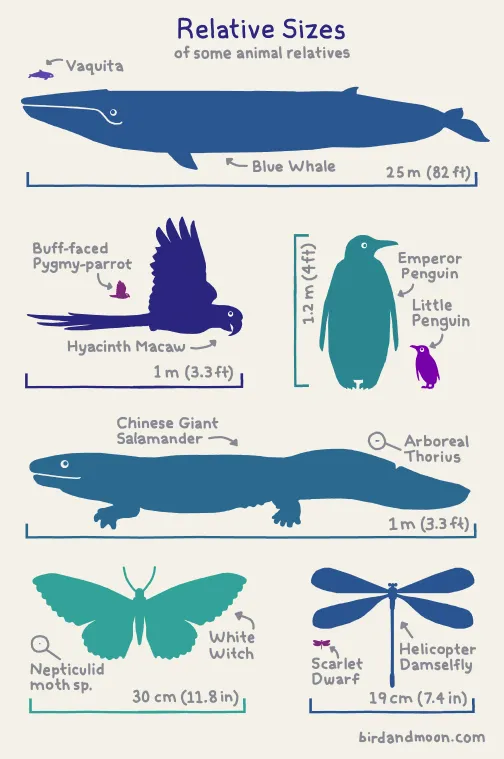 Relative Sizes
of some animal relatives
Vaquita
Blue Whale
25 m (82 ft)
Buff-faced
Pygmy-parrot
Hyacinth Macaw
1 m (3.3 ft)
1.2 m (4 ft)
Emperor
Penguin
Little
Penguin
Chinese Giant
Salamander
Arboreal
Thorius
1 m (3.3 ft)
Nepticulid
moth sp.
White
Witch
30 cm (11.8 in)
Scarlet
Dwarf
Helicopter
Damselfly
19 cm (7.4 in)
birdandmoon.com